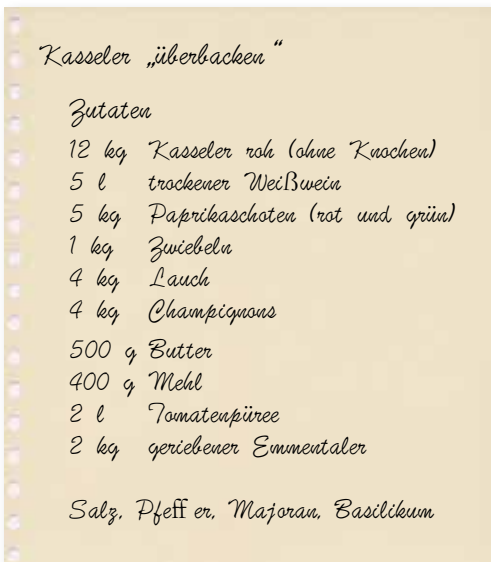 Kasseler „überbacken“
Zutaten
12 kg Kasseler roh (ohne Knochen)
5 l trockener Weißwein
5 kg Paprikaschoten (rot und grün)
1 kg Zwiebeln
4 kg Lauch
4 kg Champignons
500 g Butter
400 g Mehl
2 l Tomatenpüree
2 kg geriebener Emmentaler
Salz, Pfeffer, Majoran, Basilikum